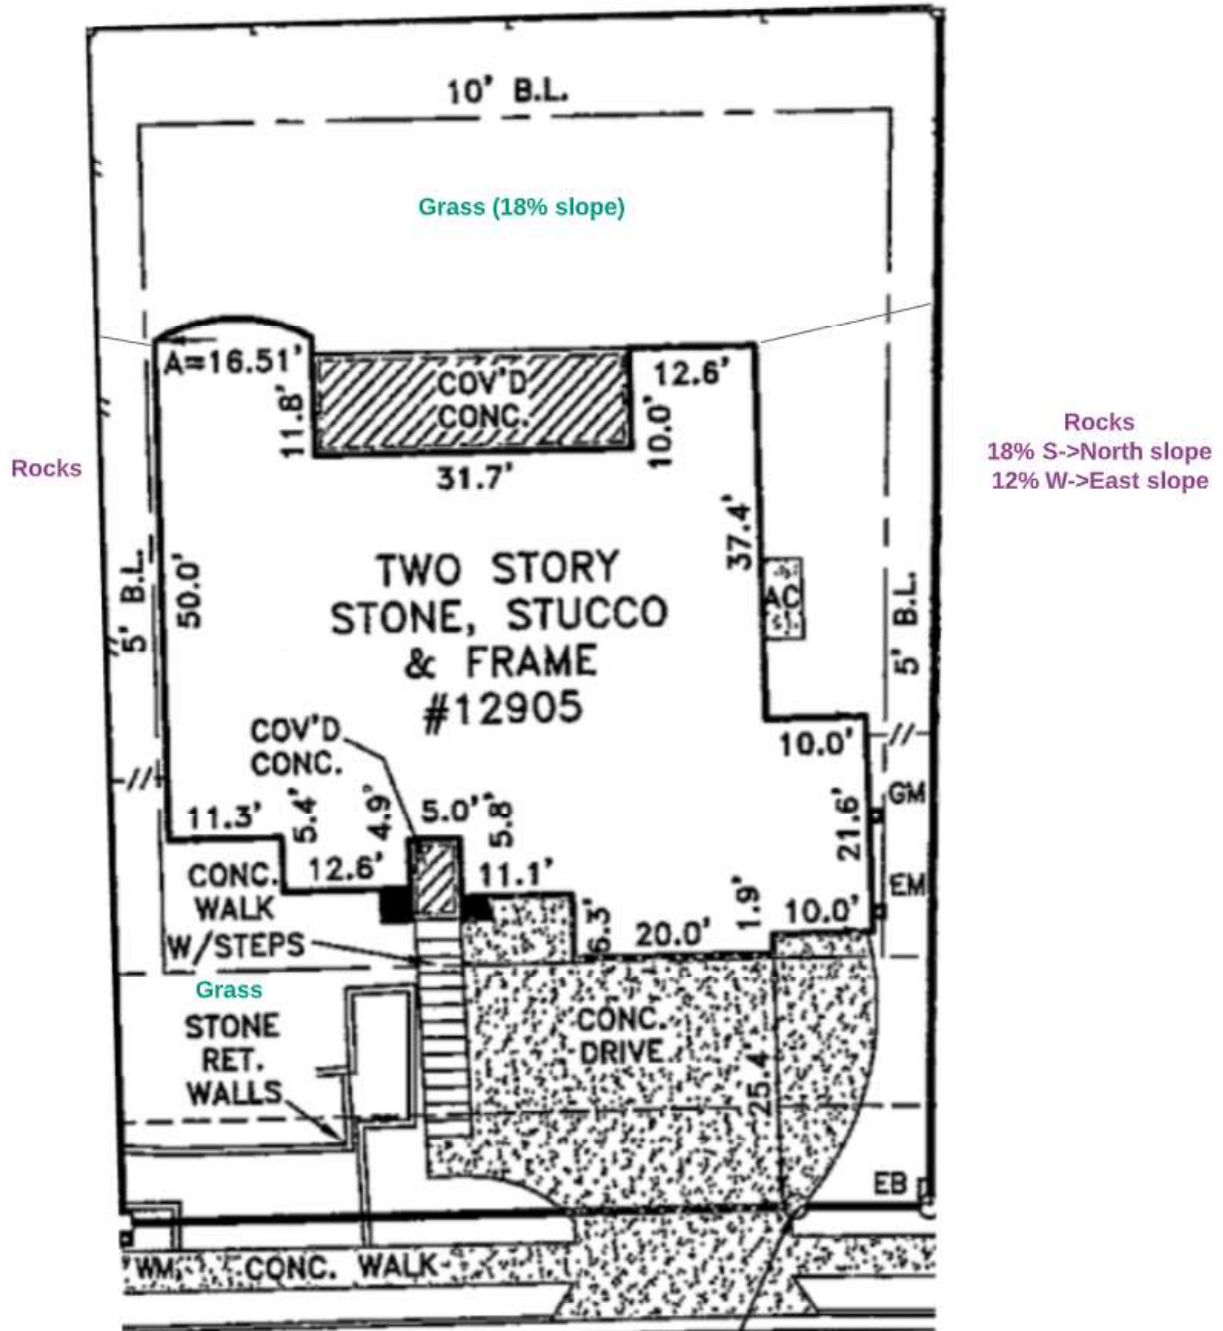 10' B.L.
Grass (18% slope)
A=16.51'
COV'D
CONC.
12.6'
11.8'
10.0'
31.7'
Rocks
Rocks
18% S->North slope
12% W->East slope
37.4'
50.0'
5' B.L.
TWO STORY
STONE, STUCCO
& FRAME
#12905
AC
5' B.L.
COV'D
CONC.
10.0'
GM
11.3'
5.4'
4.9'
5.0'
5.8'
21.6'
12.6'
11.1'
EM
CONC.
WALK
W/STEPS
6.3'
20.0'
1.9'
10.0'
Grass
STONE
RET.
WALLS
CONC.
DRIVE
25.4'
EB
WM
CONC. WALK